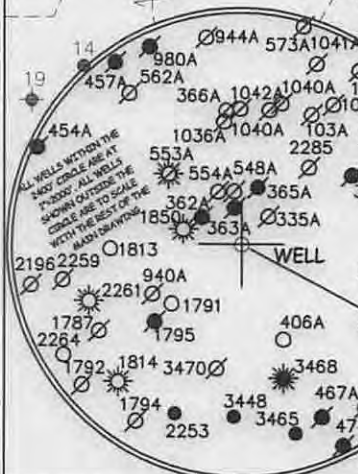 944A
573A
1041A
14
980A
457A
562A
19
366A
1042A
1040A
1036A
1040A
103A
454A
ALL WELLS WITHIN THE
2400' CIRCLE ARE AT
1"=2000'. ALL WELLS
SHOWN OUTSIDE THE
CIRCLE ARE TO SCALE
WITH THE REST OF THE
MAIN DRAWING
553A
2285
554A
548A
362A
365A
1850
363A
335A
1813
WELL
2196
2259
2261
940A
1791
1787
1795
406A
2264
1792
1814
3470
3468
1794
2253
3448
3465
467A